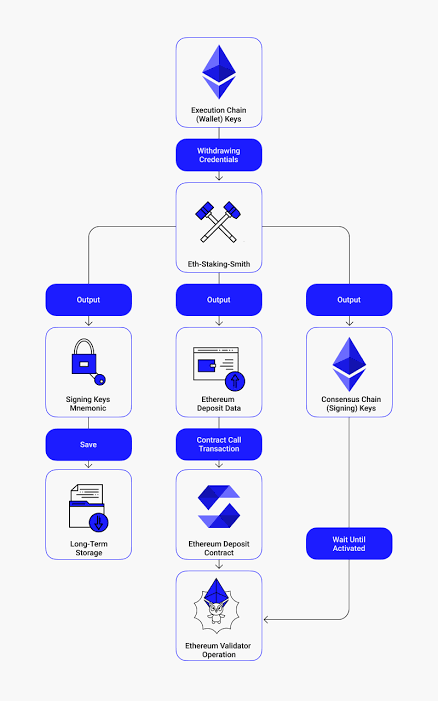 Execution Chain
(Wallet) Keys
Withdrawing
Credentials
Eth-Staking-Smith
Output
Output
Output
Signing Keys
Mnemonic
Ethereum
Deposit Data
Consensus Chain
(Signing) Keys
Save
Contract Call
Transaction
Long-Term
Storage
Ethereum Deposit
Contract
Wait Until
Activated
Ethereum Validator
Operation